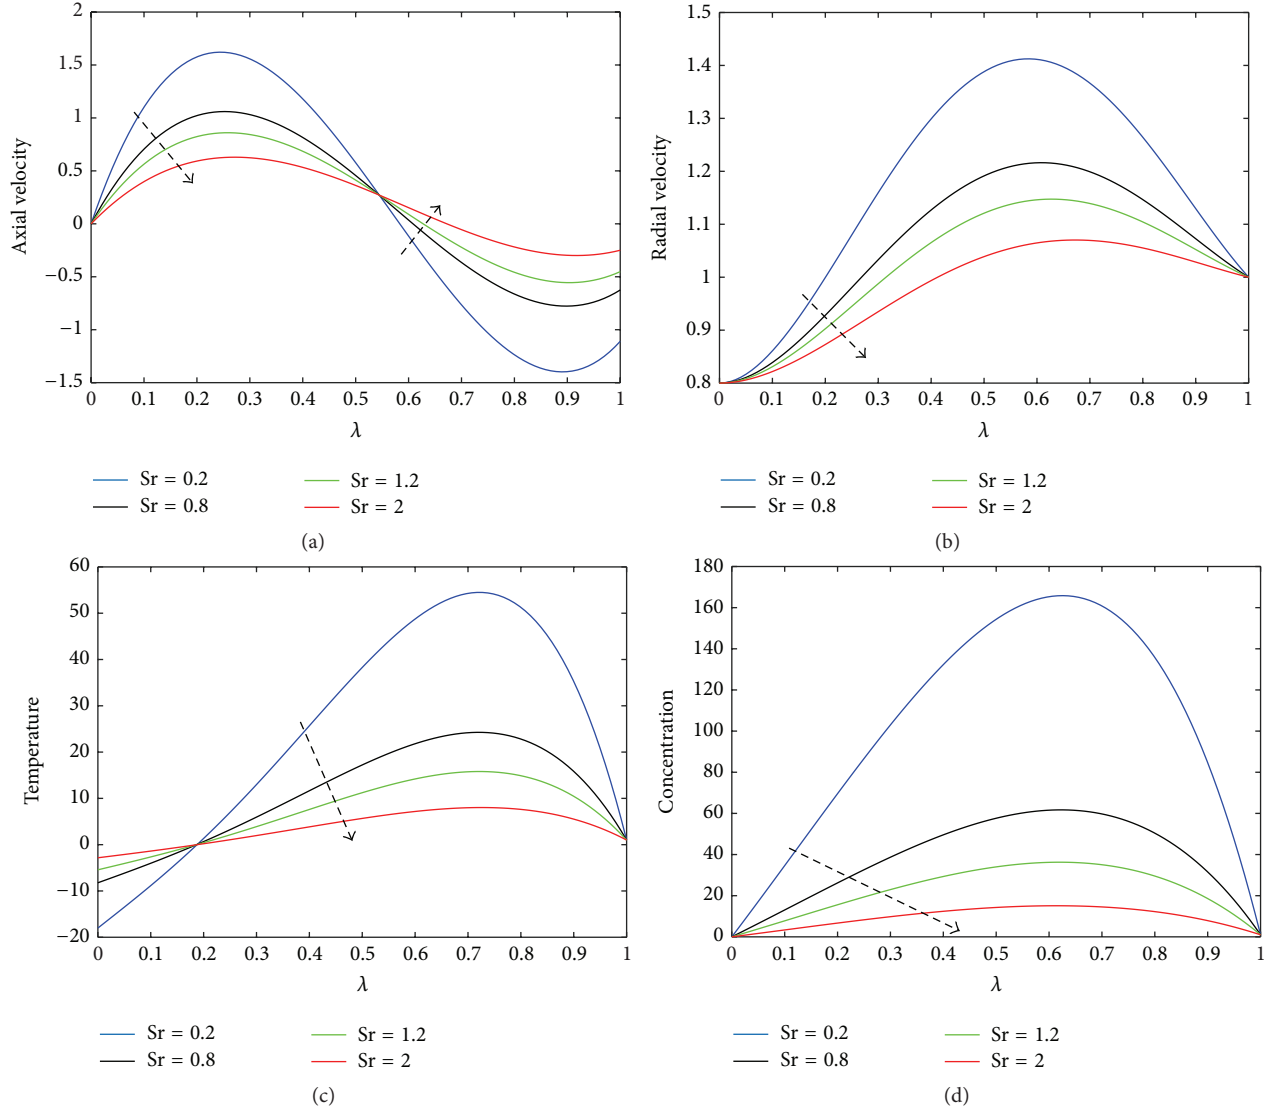 2
1.5
1
0.5
0
−0.5
−1
−1.5
Axial velocity
0 0.1 0.2 0.3 0.4 0.5 0.6 0.7 0.8 0.9 1
λ
Sr = 0.2
Sr = 0.8
Sr = 1.2
Sr = 2
(a)
1.5
1.4
1.3
1.2
1.1
1
0.9
0.8
Radial velocity
0 0.1 0.2 0.3 0.4 0.5 0.6 0.7 0.8 0.9 1
λ
Sr = 0.2
Sr = 0.8
Sr = 1.2
Sr = 2
(b)
60
50
40
30
20
10
0
−10
−20
Temperature
0 0.1 0.2 0.3 0.4 0.5 0.6 0.7 0.8 0.9 1
λ
Sr = 0.2
Sr = 0.8
Sr = 1.2
Sr = 2
(c)
180
160
140
120
100
80
60
40
20
0
Concentration
0 0.1 0.2 0.3 0.4 0.5 0.6 0.7 0.8 0.9 1
λ
Sr = 0.2
Sr = 0.8
Sr = 1.2
Sr = 2
(d)